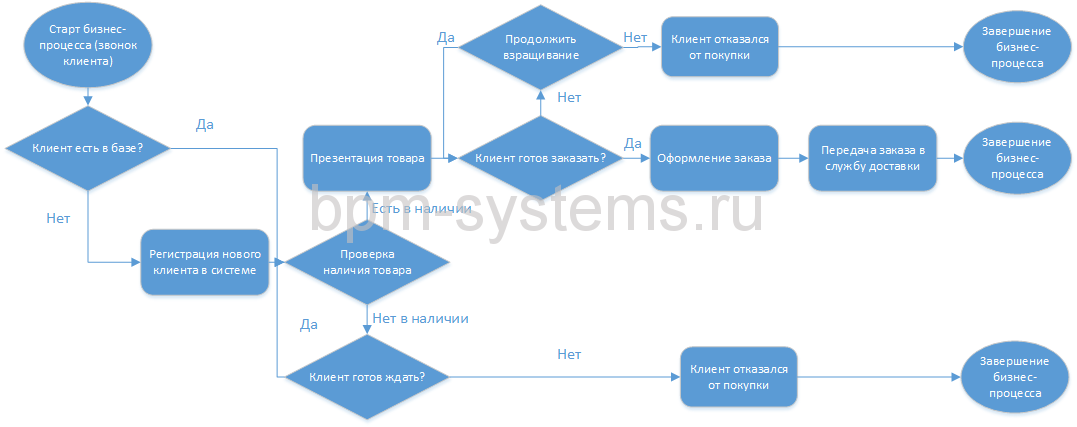 Старт бизнес-
процесса (звонок
клиента)
Клиент есть в базе?
Да
Нет
Регистрация нового
клиента в системе
Проверка
наличия товара
Есть в наличии
Презентация товара
Нет в наличии
Клиент готов ждать?
Да
Нет
Клиент отказался
от покупки
Завершение
бизнес-
процесса
Клиент готов заказать?
Да
Оформление заказа
Передача заказа в
службу доставки
Завершение
бизнес-
процесса
Нет
Продолжить
взращивание
Да
Нет
Клиент отказался
от покупки
Завершение
бизнес-
процесса
bpm-systems.ru